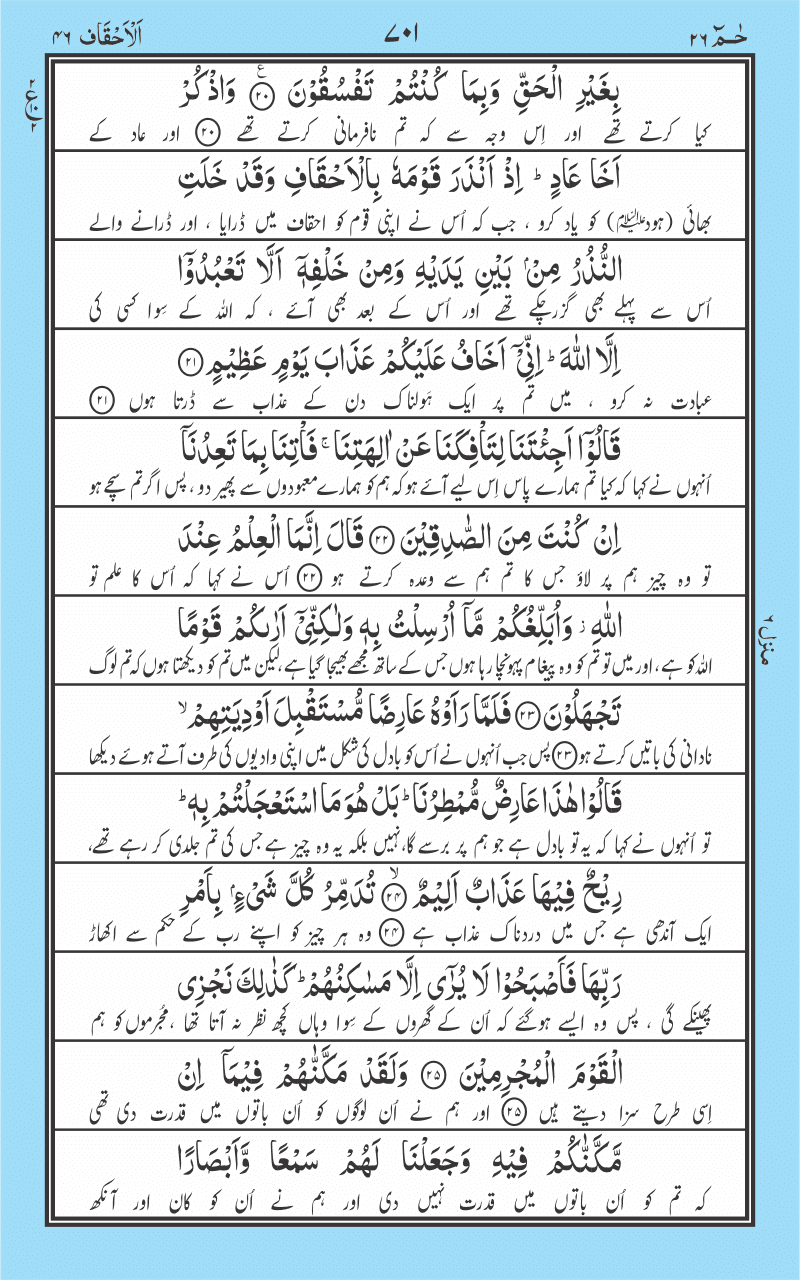 حٰمٓ ۲۶ ۷۰۱ اَلْاَحْقَاف ۴۶
بِغَيْرِ الْحَقِّ وَبِمَا كُنْتُمْ تَفْسُقُوْنَ ۝۲۰ۧ وَاذْكُرْ
کیا کرتے تھے اور اِس وجہ سے کہ تم نافرمانی کرتے تھے ۝۲۰ اور عاد کے
اَخَا عَادٍ ؕ اِذْ اَنْذَرَ قَوْمَهٗ بِالْاَحْقَافِ وَقَدْ خَلَتِ
بھائی (ہود علیہ السلام) کو یاد کرو ، جب کہ اُس نے اپنی قوم کو احقاف میں ڈرایا ، اور ڈرانے والے
النُّذُرُ مِنْۢ بَيْنِ يَدَيْهِ وَمِنْ خَلْفِهٖۤ اَلَّا تَعْبُدُوْۤا
اُس سے پہلے بھی گزر چکے تھے اور اُس کے بعد بھی آئے ، کہ اللہ کے سِوا کسی کی
اِلَّا اللّٰهَ ؕ اِنِّيْۤ اَخَافُ عَلَيْكُمْ عَذَابَ يَوْمٍ عَظِيْمٍ ۝۲۱
عبادت نہ کرو ، میں تم پر ایک ہولناک دن کے عذاب سے ڈرتا ہوں ۝۲۱
قَالُوْۤا اَجِئْتَنَا لِتَاْفِكَنَا عَنْ اٰلِهَتِنَا ۚ فَاْتِنَا بِمَا تَعِدُنَاۤ
اُنہوں نے کہا کہ کیا تم ہمارے پاس اِس لیے آئے ہو کہ ہم کو ہمارے معبودوں سے پھیر دو ، پس اگر تم سچے ہو
اِنْ كُنْتَ مِنَ الصّٰدِقِيْنَ ۝۲۲ قَالَ اِنَّمَا الْعِلْمُ عِنْدَ
تو وہ چیز ہم پر لاؤ جس کا تم ہم سے وعدہ کرتے ہو ۝۲۲ اُس نے کہا کہ اُس کا علم تو
اللّٰهِ ۖ وَاُبَلِّغُكُمْ مَّاۤ اُرْسِلْتُ بِهٖ وَلٰكِنِّيْۤ اَرٰىكُمْ قَوْمًا
اللہ کو ہے ، اور میں تو تم کو وہ پیغام پہونچا رہا ہوں جس کے ساتھ مجھے بھیجا گیا ہے ، لیکن میں تم کو دیکھتا ہوں کہ تم لوگ
تَجْهَلُوْنَ ۝۲۳ فَلَمَّا رَاَوْهُ عَارِضًا مُّسْتَقْبِلَ اَوْدِيَتِهِمْ ۙ
نادانی کی باتیں کرتے ہو ۝۲۳ پس جب اُنہوں نے اُس کو بادل کی شکل میں اپنی وادیوں کی طرف آتے ہوئے دیکھا
قَالُوْا هٰذَا عَارِضٌ مُّمْطِرُنَا ؕ بَلْ هُوَ مَا اسْتَعْجَلْتُمْ بِهٖ ؕ
تو اُنہوں نے کہا کہ یہ تو بادل ہے جو ہم پر برسے گا، نہیں بلکہ یہ وہ چیز ہے جس کی تم جلدی کر رہے تھے،
رِيْحٌ فِيْهَا عَذَابٌ اَلِيْمٌ ۝۲۴ۙ تُدَمِّرُ كُلَّ شَيْءٍۭ بِاَمْرِ
ایک آندھی ہے جس میں دردناک عذاب ہے ۝۲۴ وہ ہر چیز کو اپنے رب کے حکم سے اکھاڑ
رَبِّهَا فَاَصْبَحُوْا لَا يُرٰٓى اِلَّا مَسٰكِنُهُمْ ؕ كَذٰلِكَ نَجْزِي
پھینکے گی ، پس وہ ایسے ہو گئے کہ اُن کے گھروں کے سِوا وہاں کچھ نظر نہ آتا تھا ، مجرموں کو ہم
الْقَوْمَ الْمُجْرِمِيْنَ ۝۲۵ وَلَقَدْ مَكَّنّٰهُمْ فِيْمَاۤ اِنْ
اِسی طرح سزا دیتے ہیں ۝۲۵ اور ہم نے اُن لوگوں کو اُن باتوں میں قدرت دی تھی
مَّكَّنّٰكُمْ فِيْهِ وَجَعَلْنَا لَهُمْ سَمْعًا وَّاَبْصَارًا
کہ تم کو اُن باتوں میں قدرت نہیں دی اور ہم نے اُن کو کان اور آنکھ
۲
ع
۱۰
۲
منزل ۶